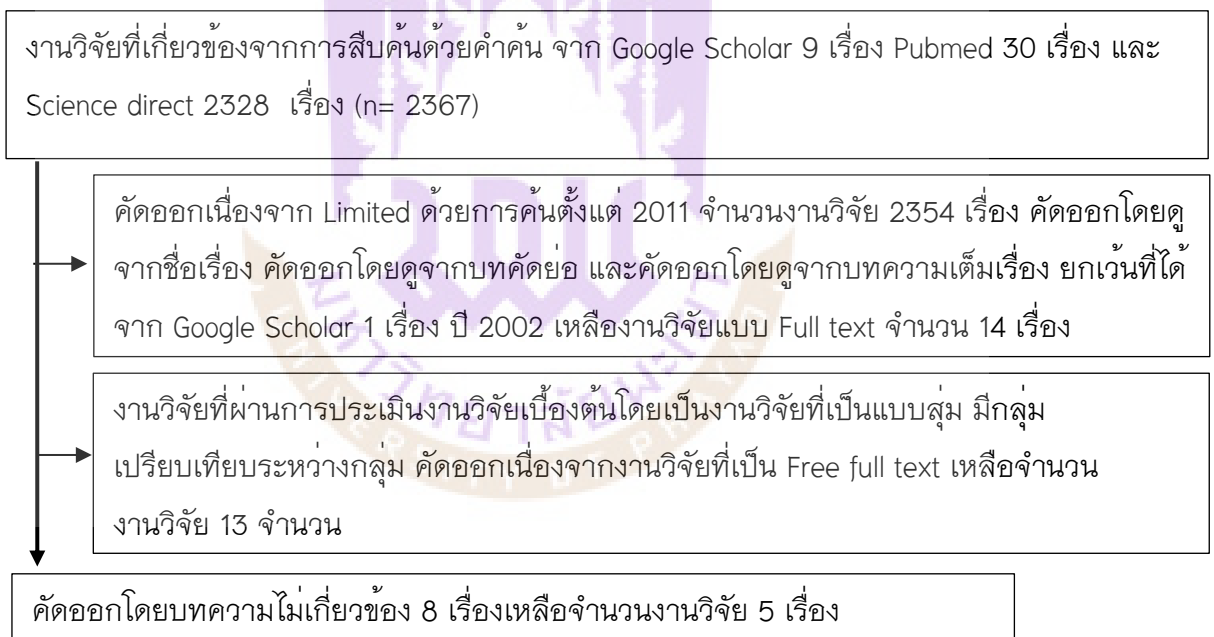 งานวิจัยที่เกี่ยวข้องจากการสืบค้นด้วยคำค้น จาก Google Scholar 9 เรื่อง Pubmed 30 เรื่อง และ
Science direct 2328 เรื่อง (n= 2367)
คัดออกเนื่องจาก Limited ด้วยการค้นตั้งแต่ 2011 จำนวนงานวิจัย 2354 เรื่อง คัดออกโดยดู
จากชื่อเรื่อง คัดออกโดยดูจากบทคัดย่อ และคัดออกโดยดูจากบทความเต็มเรื่อง ยกเว้นที่ได้
จาก Google Scholar 1 เรื่อง ปี 2002 เหลืองานวิจัยแบบ Full text จำนวน 14 เรื่อง
งานวิจัยที่ผ่านการประเมินงานวิจัยเบื้องต้นโดยเป็นงานวิจัยที่เป็นแบบสุ่ม มีกลุ่ม
เปรียบเทียบระหว่างกลุ่ม คัดออกเนื่องจากงานวิจัยที่เป็น Free full text เหลือจำนวน
งานวิจัย 13 จำนวน
คัดออกโดยบทความไม่เกี่ยวข้อง 8 เรื่องเหลือจำนวนงานวิจัย 5 เรื่อง
มหาวิทยาลัยพะเยา
UNIVERSITY OF PHAYAO